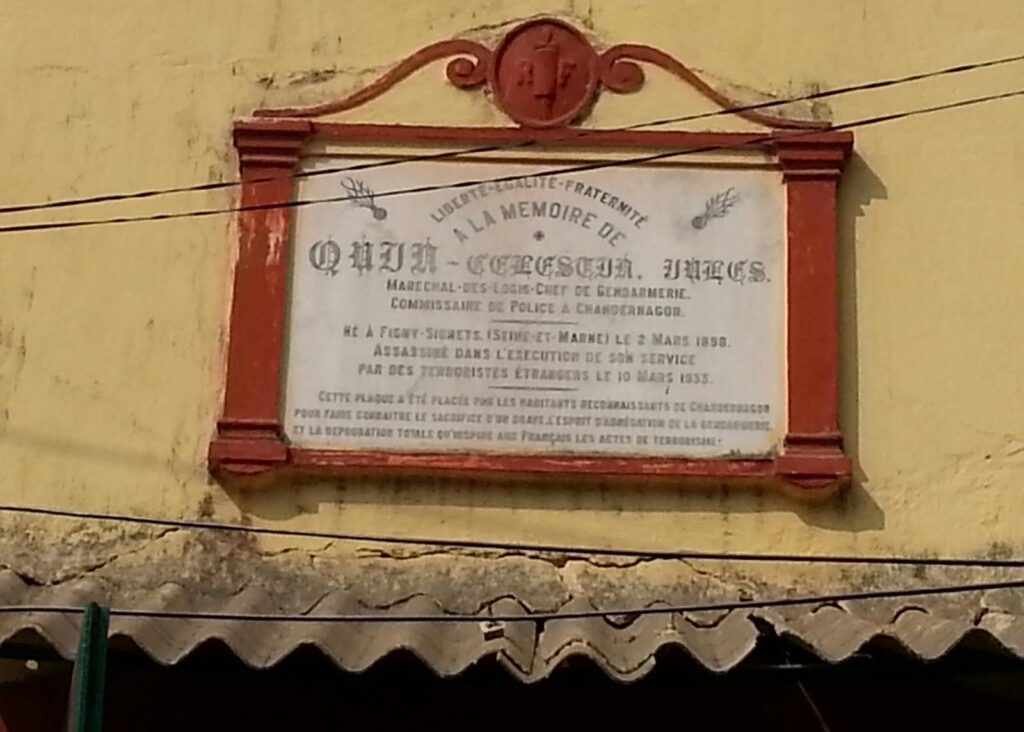 R F
LIBERTÉ-ÉGALITÉ-FRATERNITÉ
A LA MEMOIRE DE
QUIN - CELESTIN. JULES.
MARECHAL-DES-LOGIS-CHEF DE GENDARMERIE.
COMMISSAIRE DE POLICE A CHANDERNAGOR.
NÉ À FIGNY-SIGNETS. (SEINE-ET-MARNE) LE 2 MARS 1898.
ASSASSINÉ DANS L'EXECUTION DE SON SERVICE
PAR DES TERRORISTES ÉTRANGERS LE 10 MARS 1933.
CETTE PLAQUE A ÉTÉ PLACÉE PAR LES HABITANTS RECONNAISSANTS DE CHANDERNAGOR
POUR FAIRE CONNAITRE LE SACRIFICE D'UN BRAVE, L'ESPRIT D'ABNÉGATION DE LA GENDARMERIE,
ET LA REPROBATION TOTALE QU'INSPIRE AUX FRANÇAIS LES ACTES DE TERRORISME.